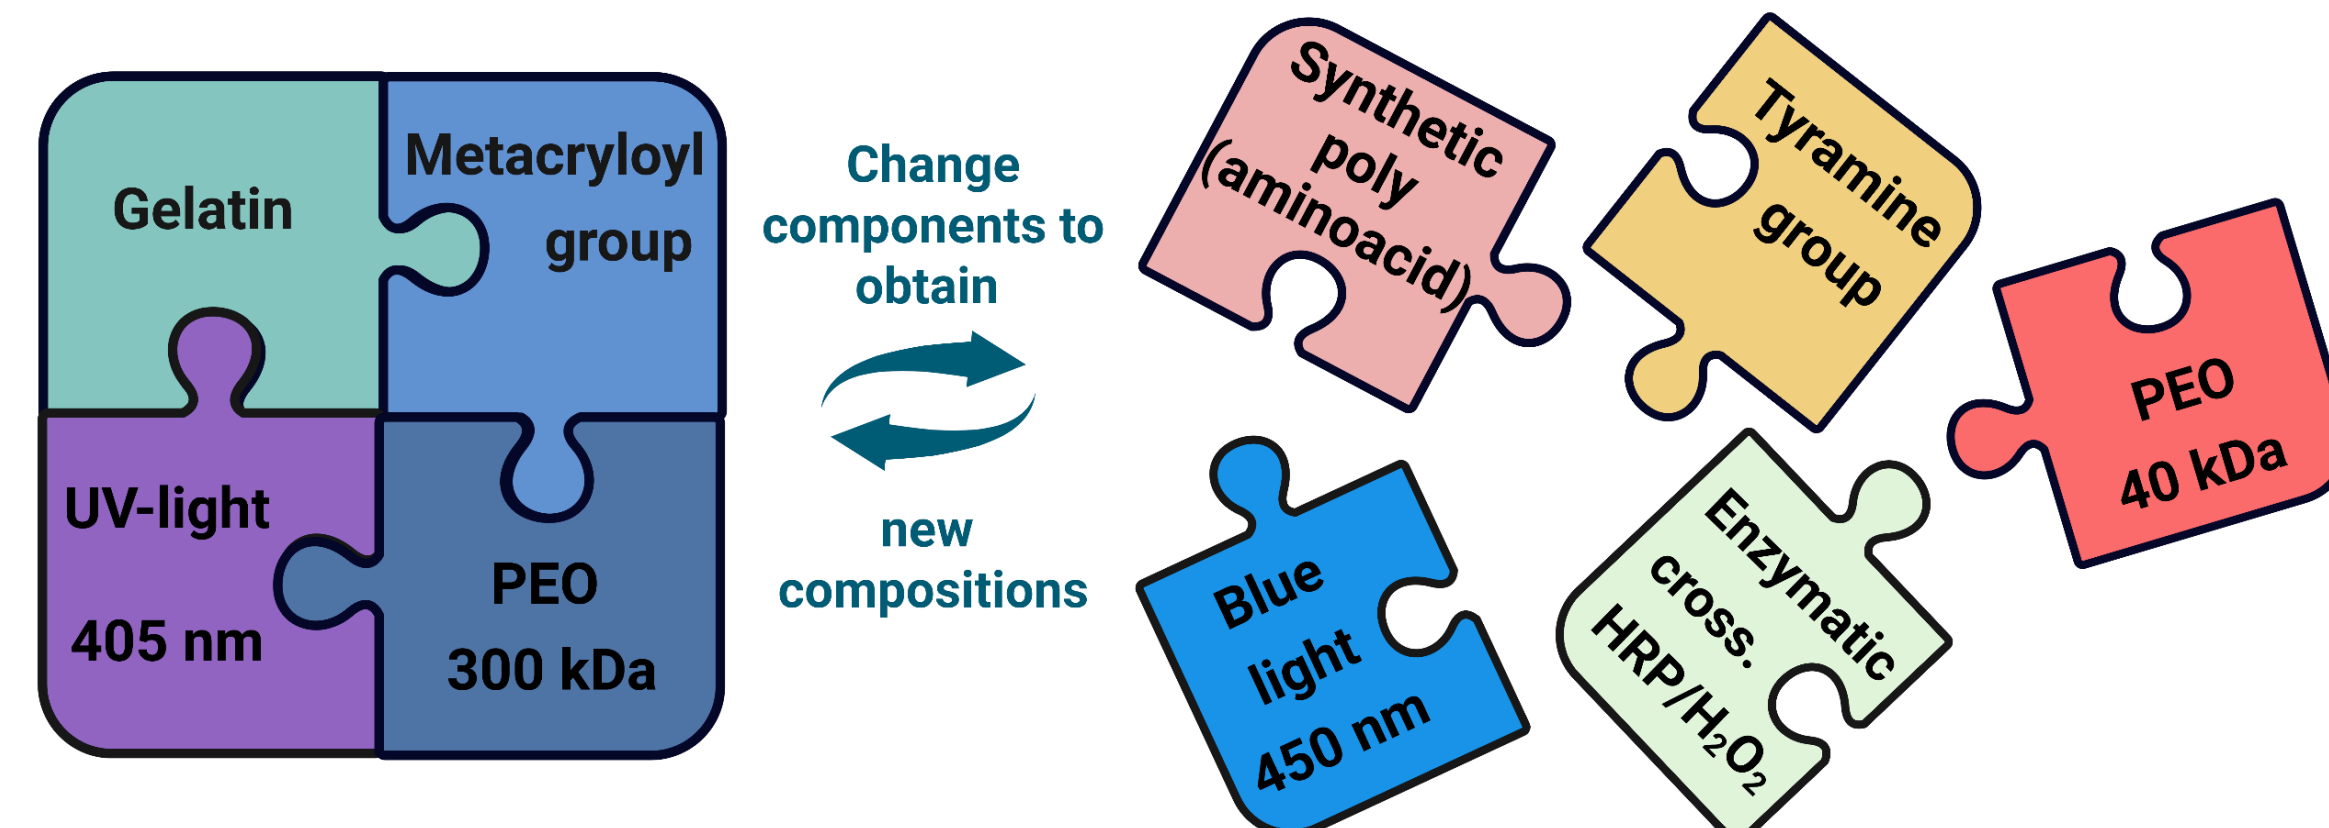 Gelatin
Metacryloyl
group
UV-light
405 nm
PEO
300 kDa
Change
components to
obtain
new
compositions
Synthetic
poly
(aminoacid)
Tyramine
group
PEO
40 kDa
Blue
light
450 nm
Enzymatic
cross.
HRP/H₂O₂